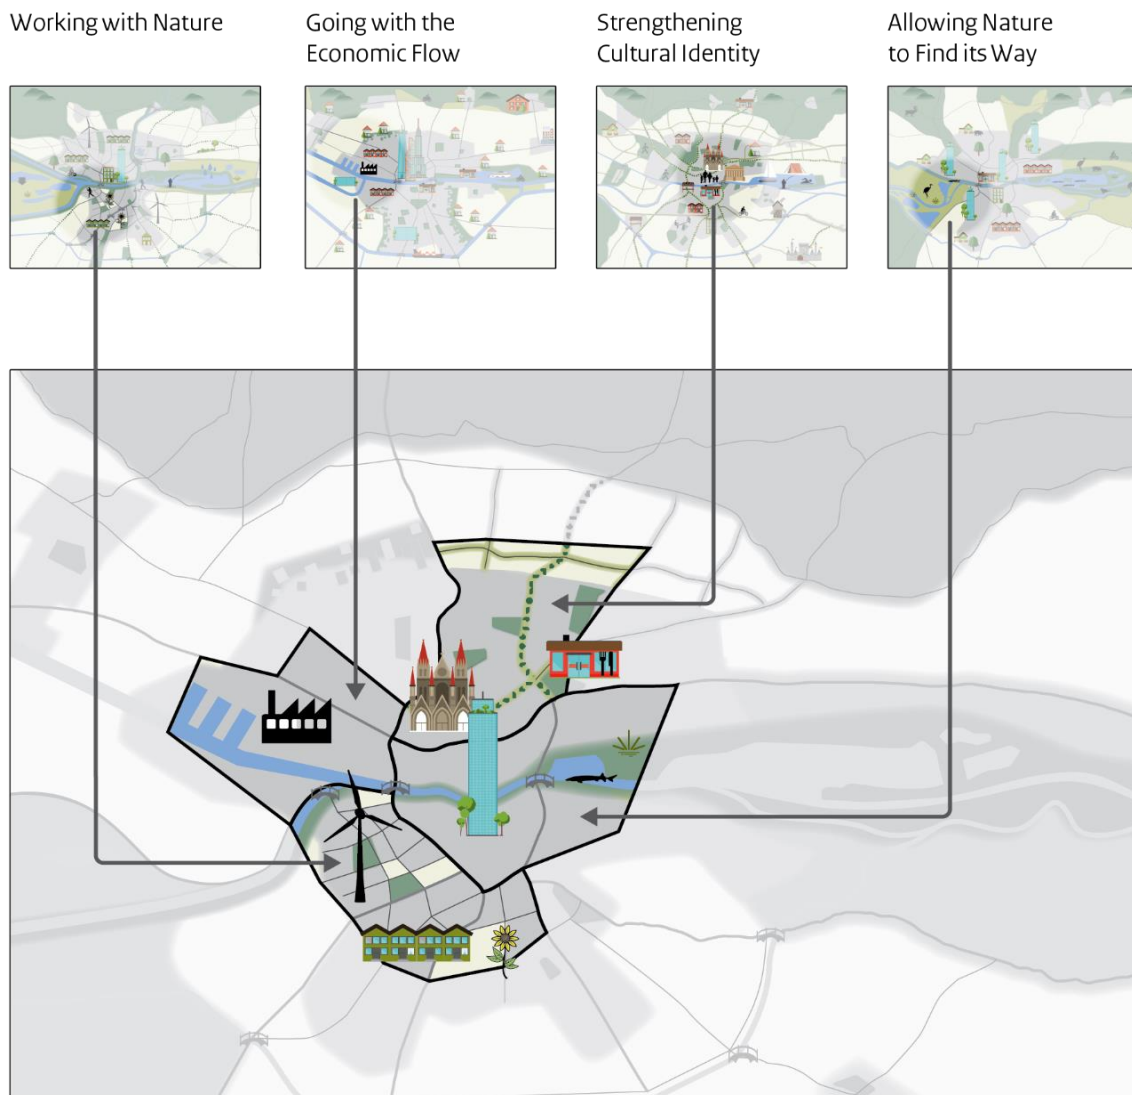 Working with Nature
Going with the
Economic Flow
Strengthening
Cultural Identity
Allowing Nature
to Find its Way